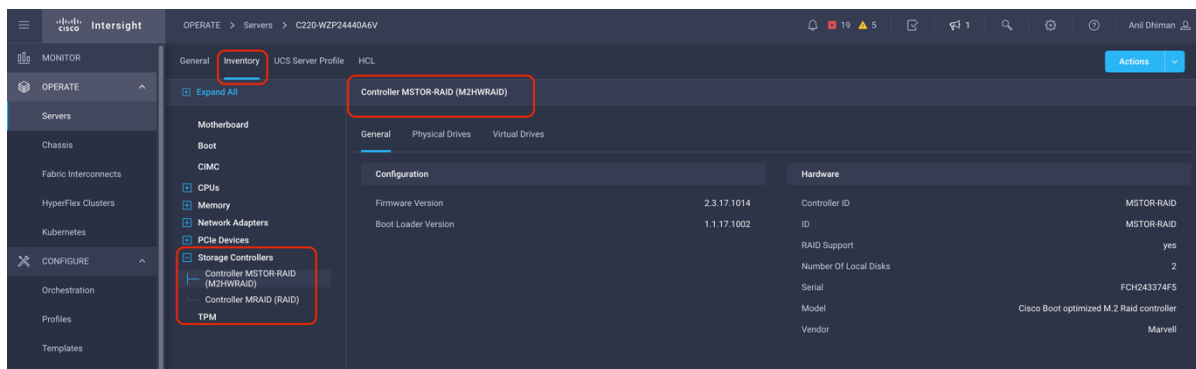 cisco Intersight
OPERATE > Servers > C220-WZP24440A6V
19 5
1
Anil Dhiman
MONITOR
OPERATE
Servers
Chassis
Fabric Interconnects
HyperFlex Clusters
Kubernetes
CONFIGURE
Orchestration
Profiles
Templates
General Inventory UCS Server Profile HCL
Actions
Expand All
Motherboard
Boot
CIMC
CPUs
Memory
Network Adapters
PCIe Devices
Storage Controllers
Controller MSTOR-RAID
(M2HWRAID)
Controller MRAID (RAID)
TPM
Controller MSTOR-RAID (M2HWRAID)
General Physical Drives Virtual Drives
Configuration
Firmware Version 2.3.17.1014
Boot Loader Version 1.1.17.1002
Hardware
Controller ID MSTOR-RAID
ID MSTOR-RAID
RAID Support yes
Number Of Local Disks 2
Serial FCH243374F5
Model Cisco Boot optimized M.2 Raid controller
Vendor Marvell